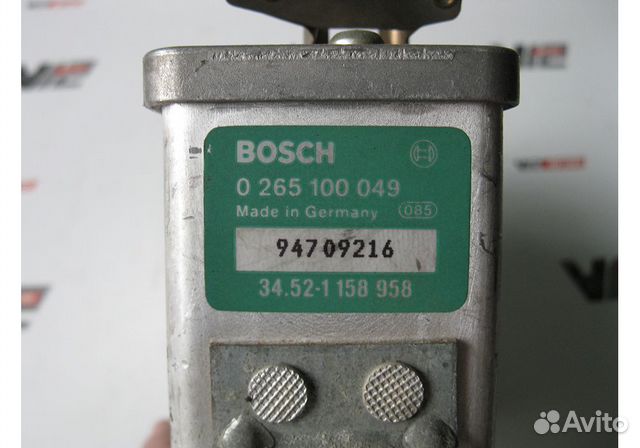 BOSCH
0 265 100 049
Made in Germany 085
94709216
34.52-1 158 958
Avito